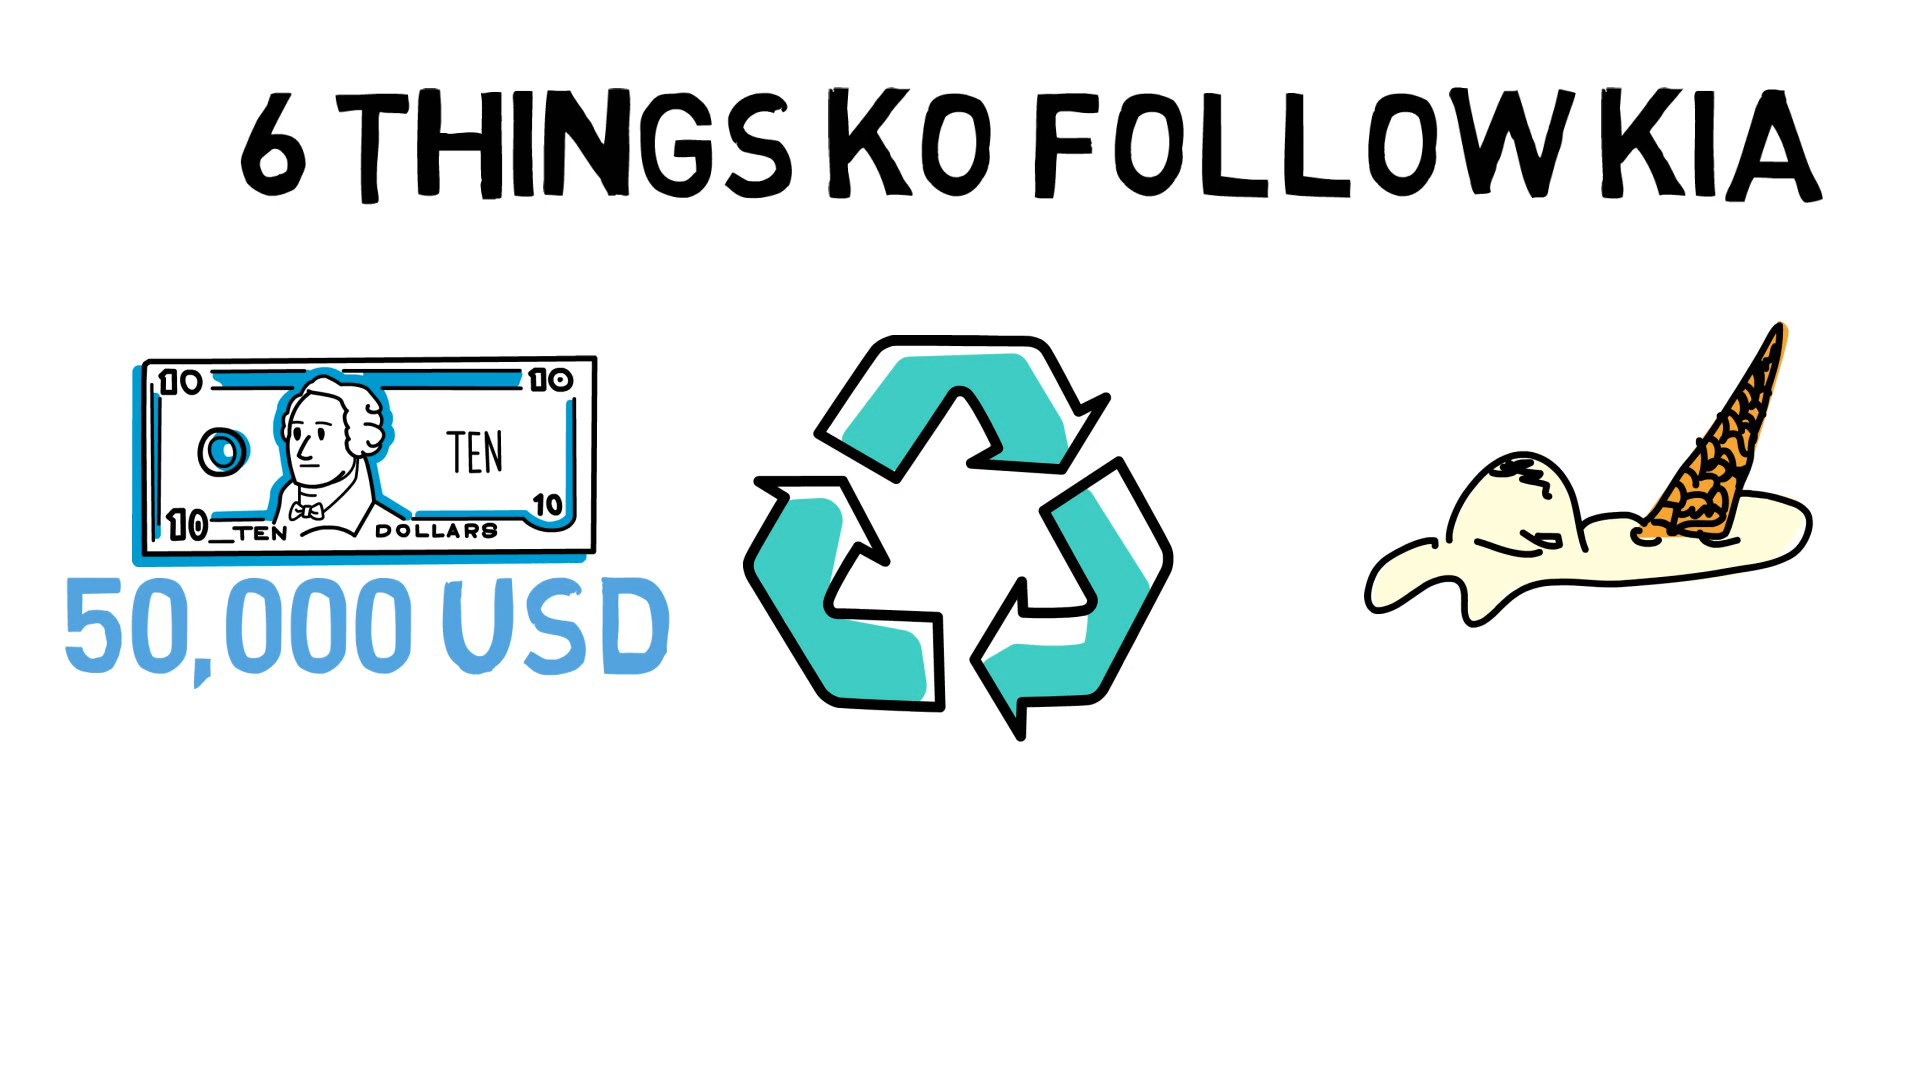 6 THINGS KO FOLLOW KIA
10 10
TEN
10 TEN DOLLARS 10
50,000 USD